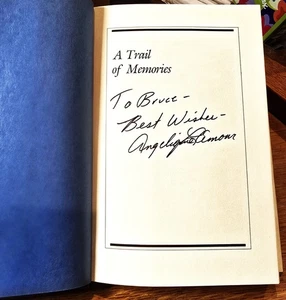 A Trail
of Memories
To Bruce-
Best Wishes-
Angelique L'Amour